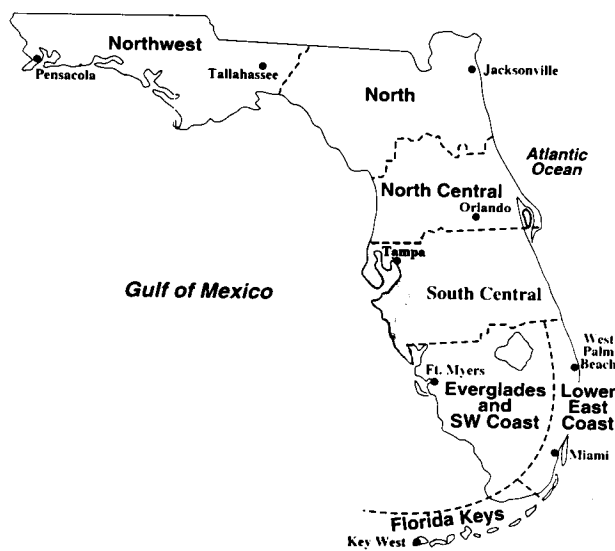 Northwest
Pensacola
Tallahassee
Jacksonville
North
Atlantic
Ocean
North Central
Orlando
Tampa
Gulf of Mexico
South Central
West
Palm
Beach
Ft. Myers
Everglades
and
SW Coast
Lower
East
Coast
Miami
Florida Keys
Key West